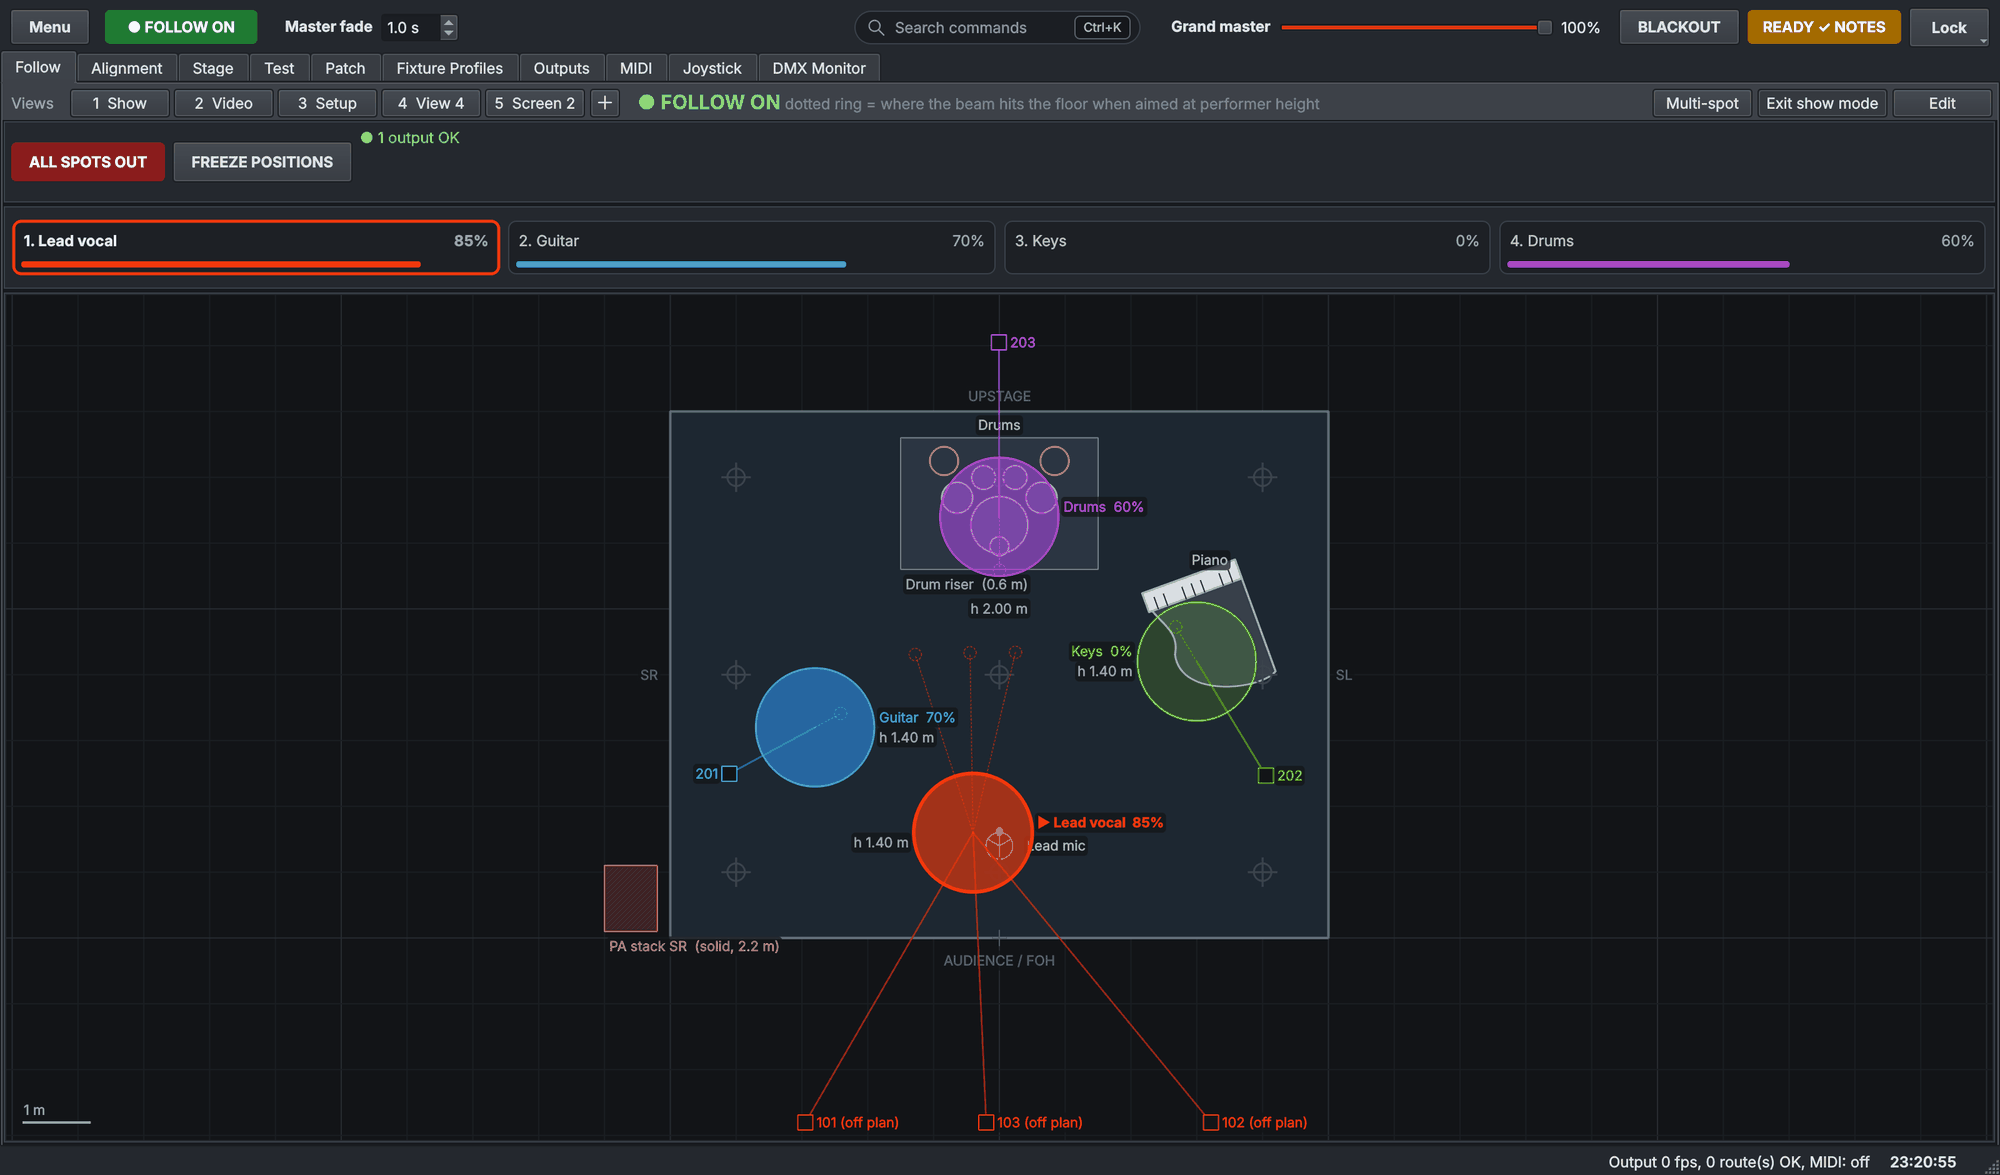 Menu
FOLLOW ON
Master fade 1.0 s
Search commands Ctrl+K
Grand master 100%
BLACKOUT
READY ✓ NOTES
Lock
Follow Alignment Stage Test Patch Fixture Profiles Outputs MIDI Joystick DMX Monitor
Views 1 Show 2 Video 3 Setup 4 View 4 5 Screen 2 +
FOLLOW ON dotted ring = where the beam hits the floor when aimed at performer height
Multi-spot Exit show mode Edit
1 output OK
ALL SPOTS OUT FREEZE POSITIONS
1. Lead vocal 85%
2. Guitar 70%
3. Keys 0%
4. Drums 60%
203
UPSTAGE
Drums
Drums 60%
Piano
Drum riser (0.6 m)
h 2.00 m
Keys 0%
h 1.40 m
SR
SL
Guitar 70%
h 1.40 m
201
202
Lead vocal 85%
h 1.40 m
Lead mic
PA stack SR (solid, 2.2 m)
AUDIENCE / FOH
1 m
101 (off plan)
103 (off plan)
102 (off plan)
Output 0 fps, 0 route(s) OK, MIDI: off 23:20:55